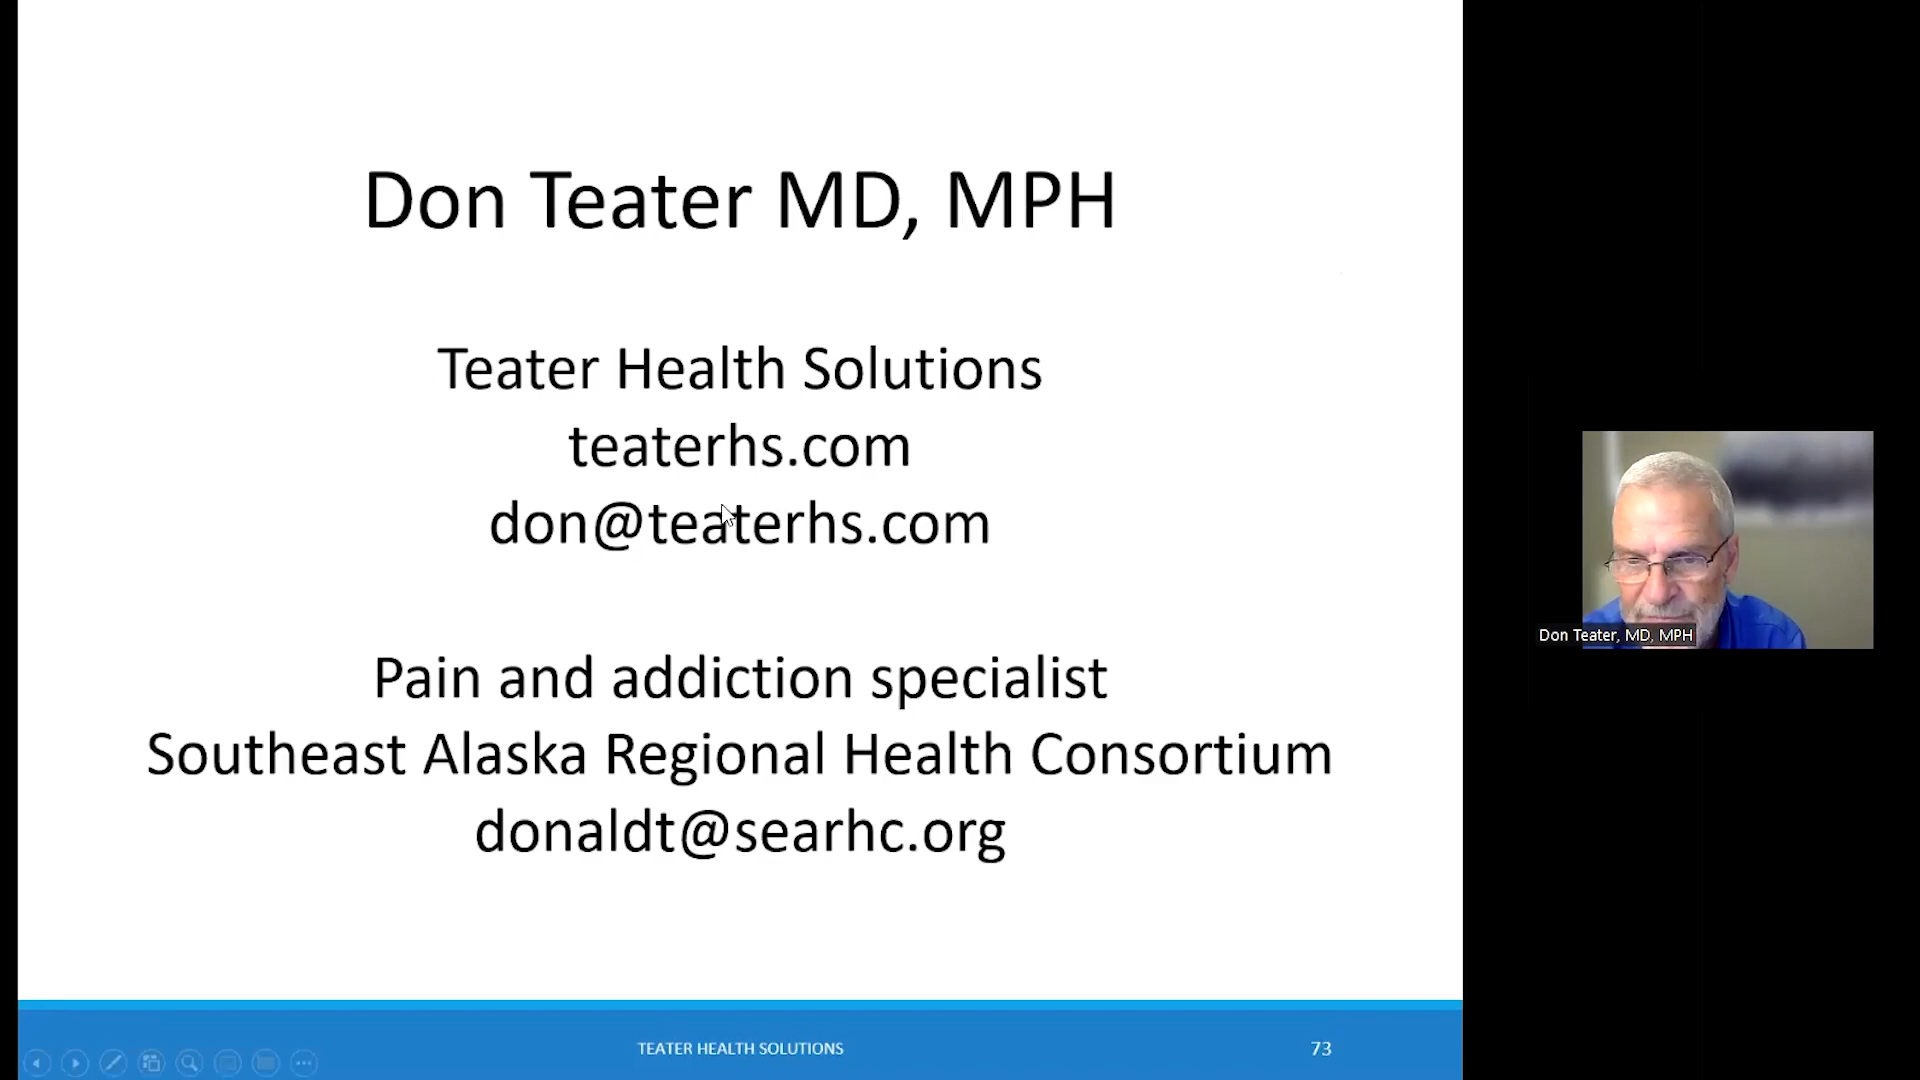 Don Teater MD, MPH
Teater Health Solutions
teaterhs.com
don@teaterhs.com
Pain and addiction specialist
Southeast Alaska Regional Health Consortium
donaldt@searhc.org
Don Teater, MD, MPH
TEATER HEALTH SOLUTIONS
73